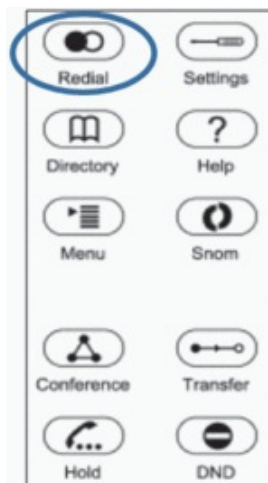 Redial Settings
?
Directory Help
Menu Snom
Conference Transfer
Hold DND